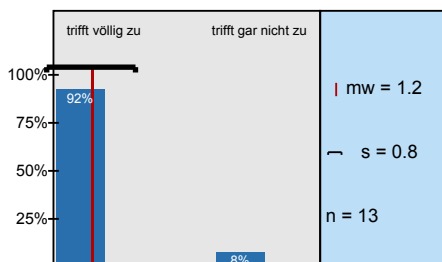 trifft völlig zu trifft gar nicht zu
100%
92%
mw = 1.2
75%
s = 0.8
50%
25%
n = 13
8%